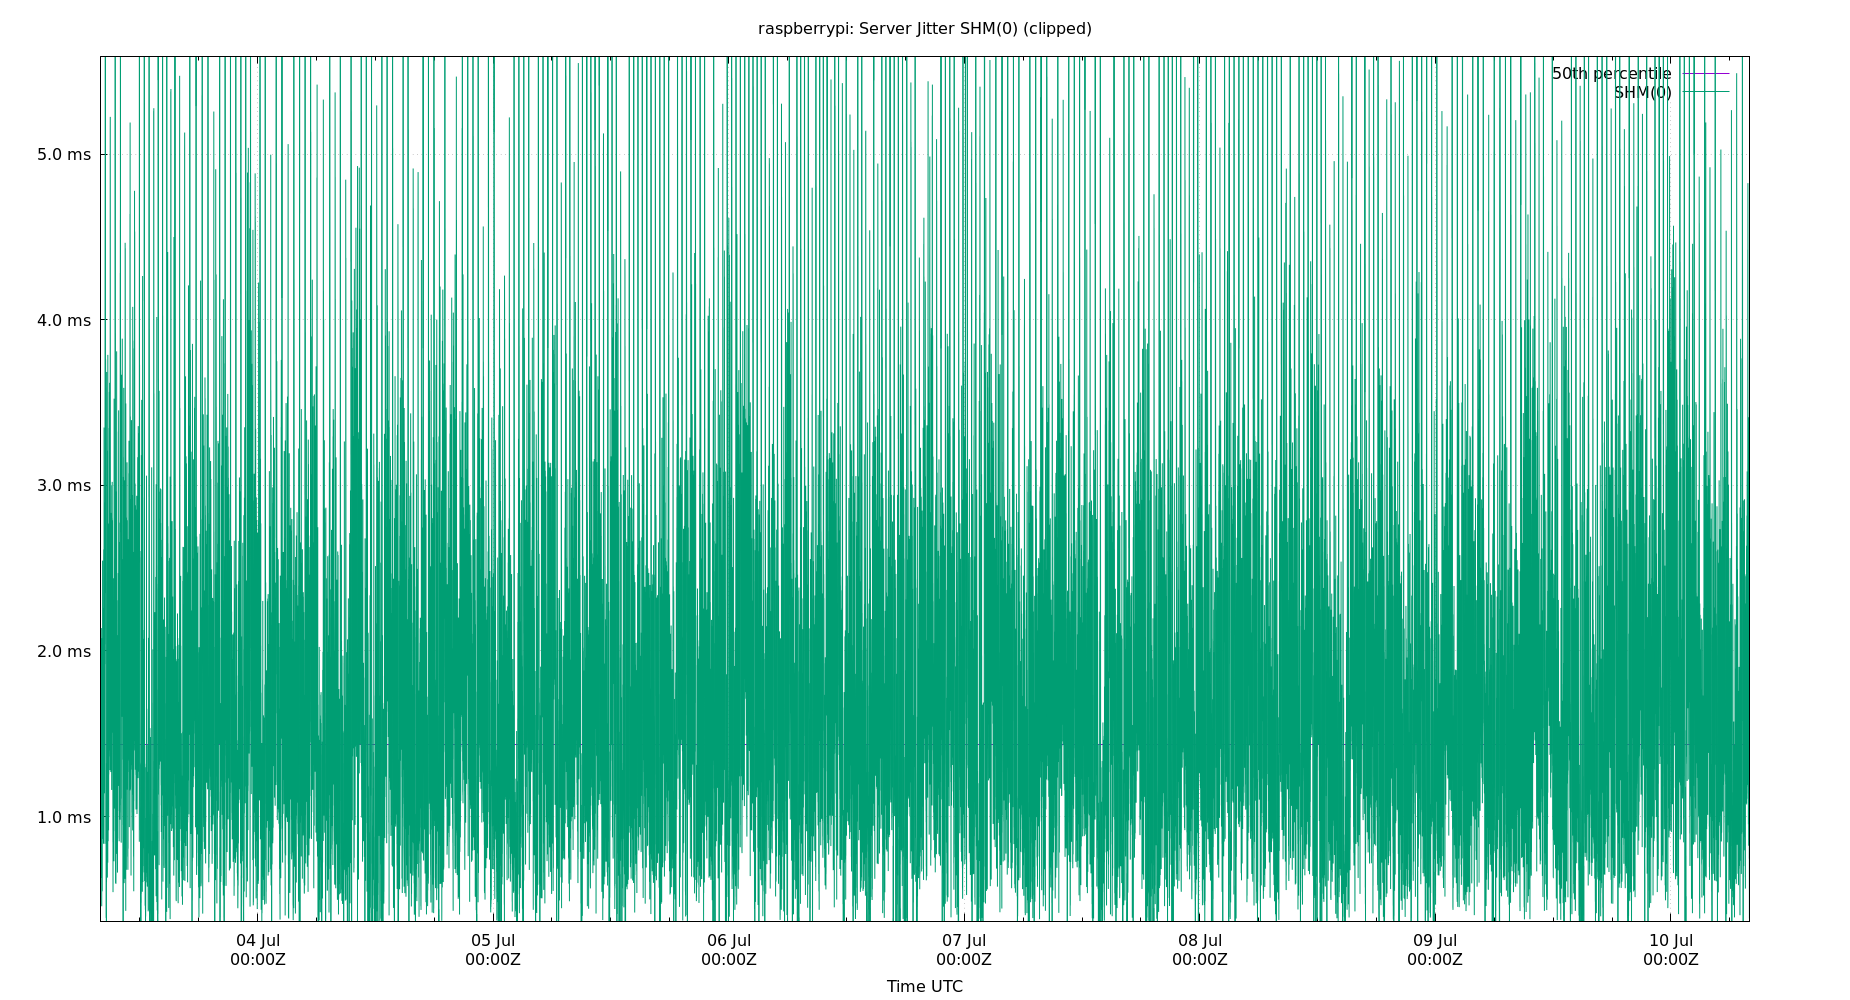 raspberrypi: Server Jitter SHM(0) (clipped)
50th percentile
SHM(0)
5.0 ms
4.0 ms
3.0 ms
2.0 ms
1.0 ms
04 Jul 05 Jul 06 Jul 07 Jul 08 Jul 09 Jul 10 Jul
00:00Z 00:00Z 00:00Z 00:00Z 00:00Z 00:00Z 00:00Z
Time UTC